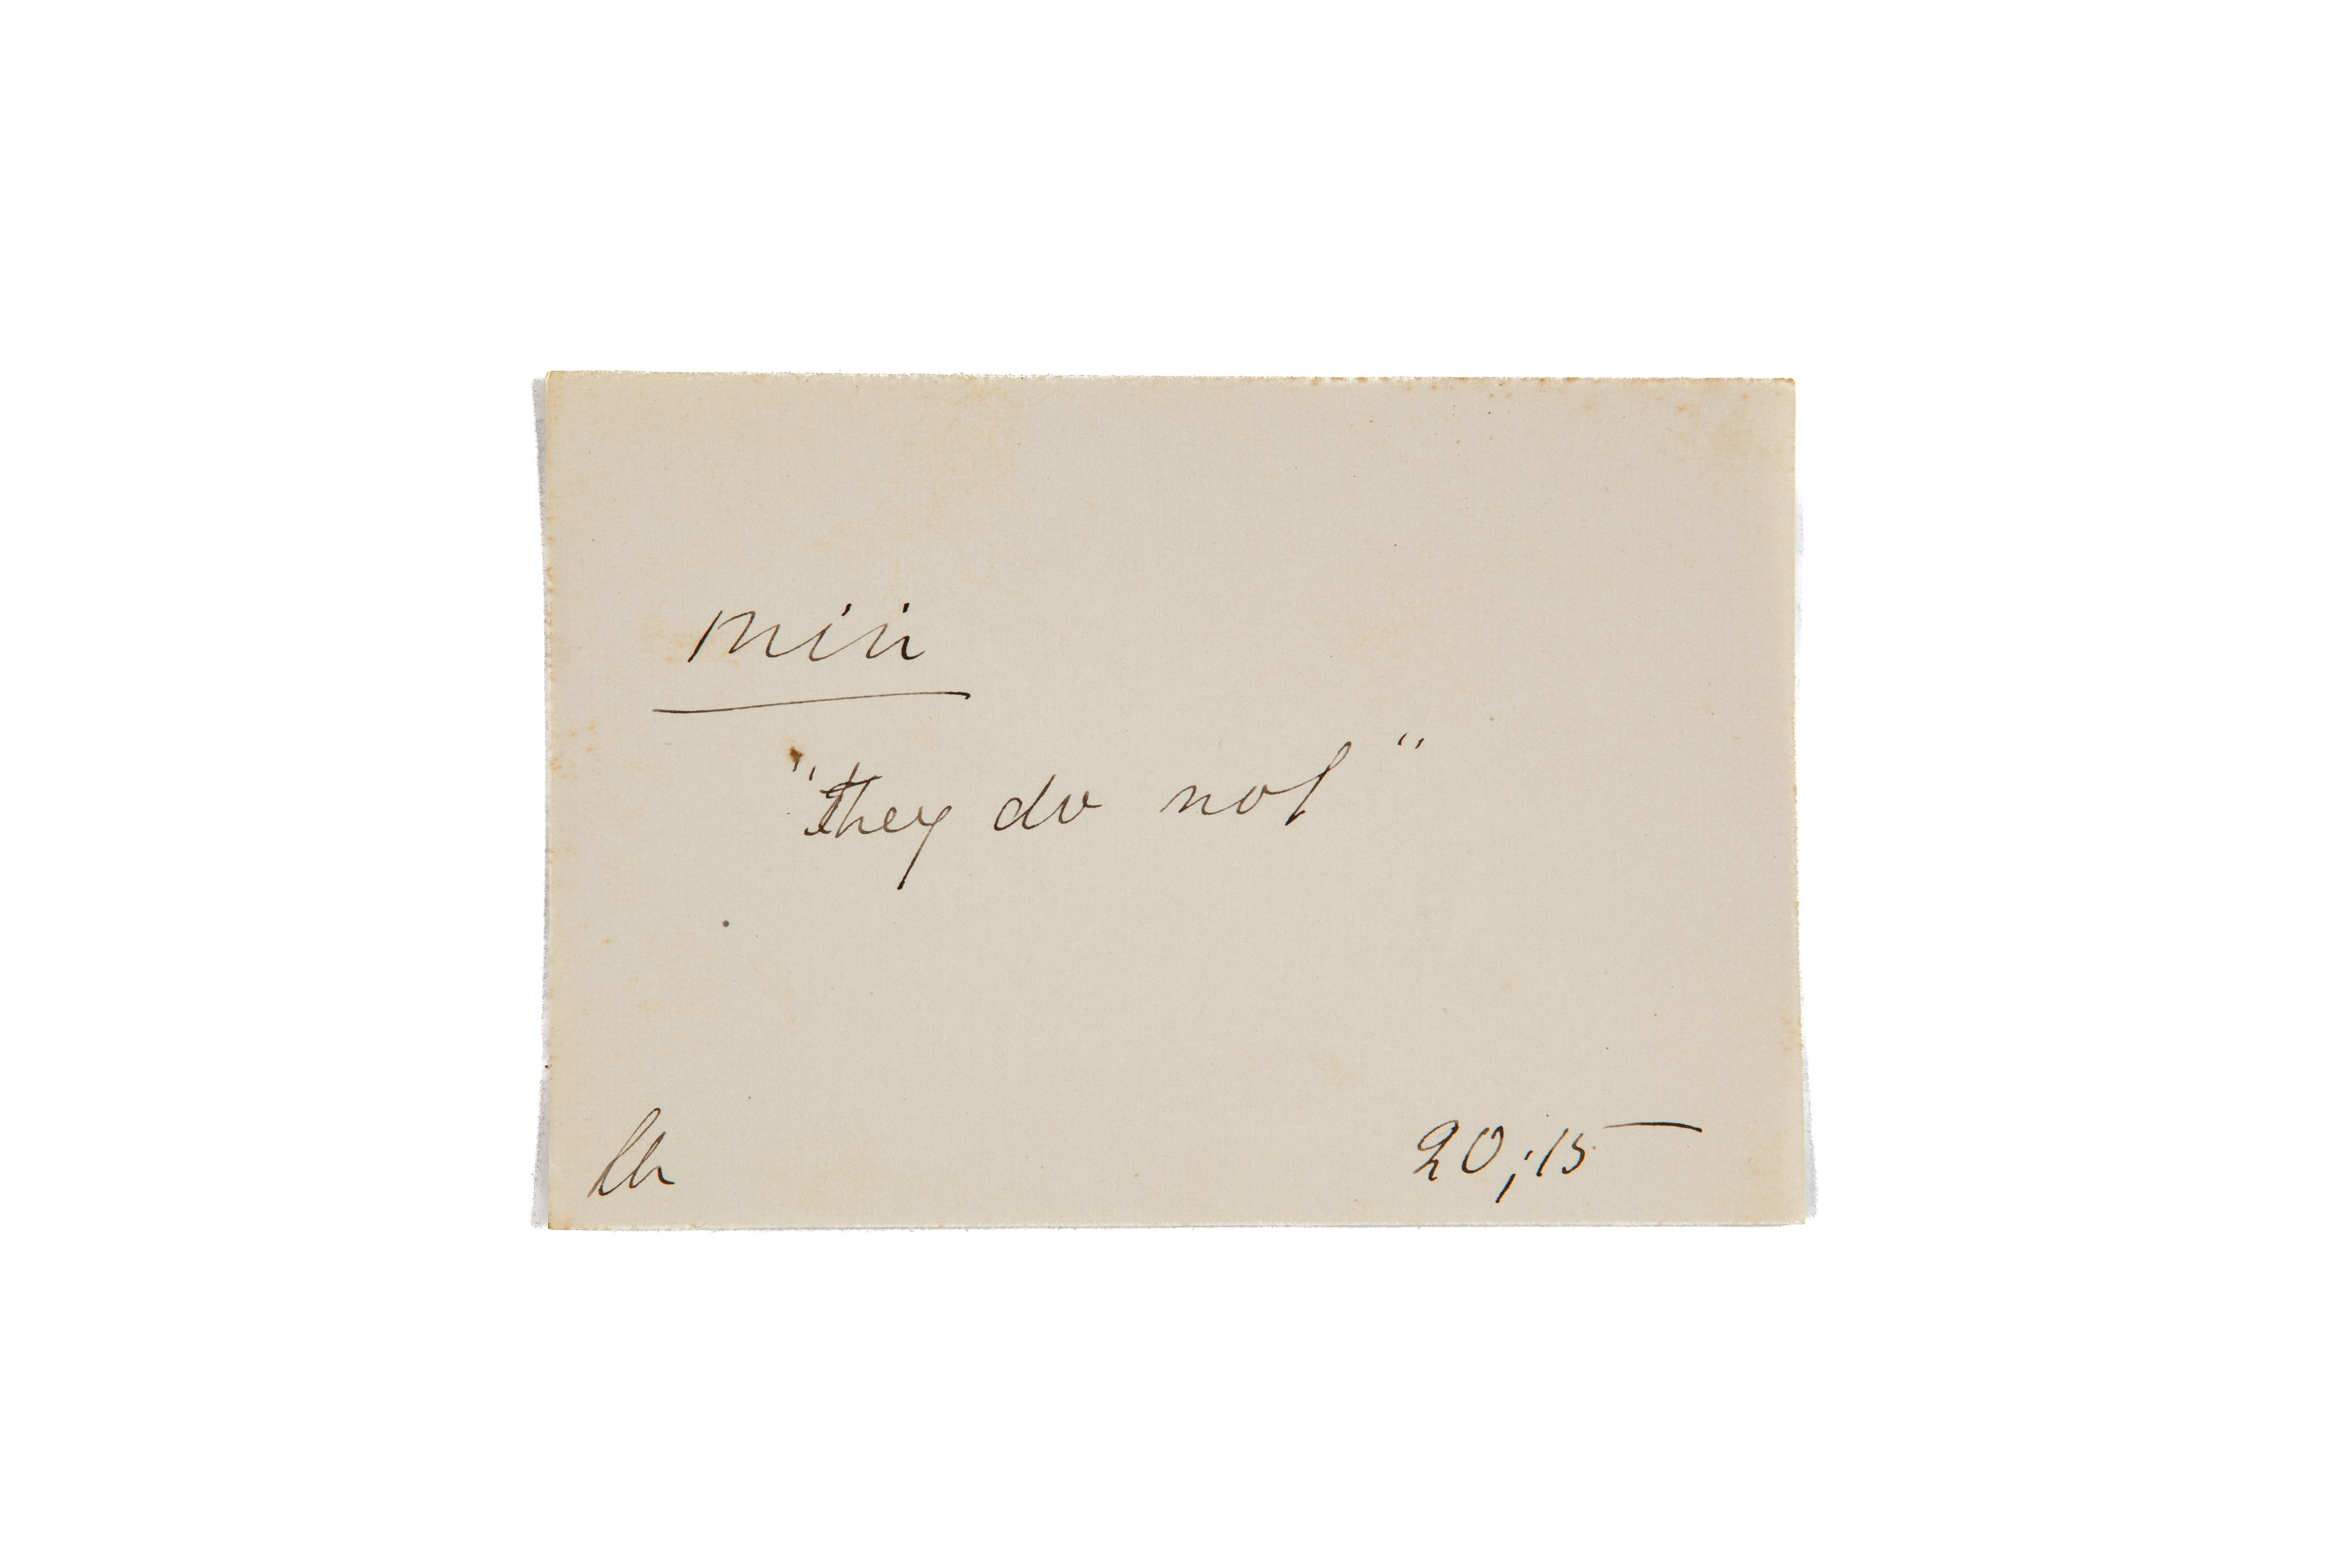 miii
"they do not"
20;15